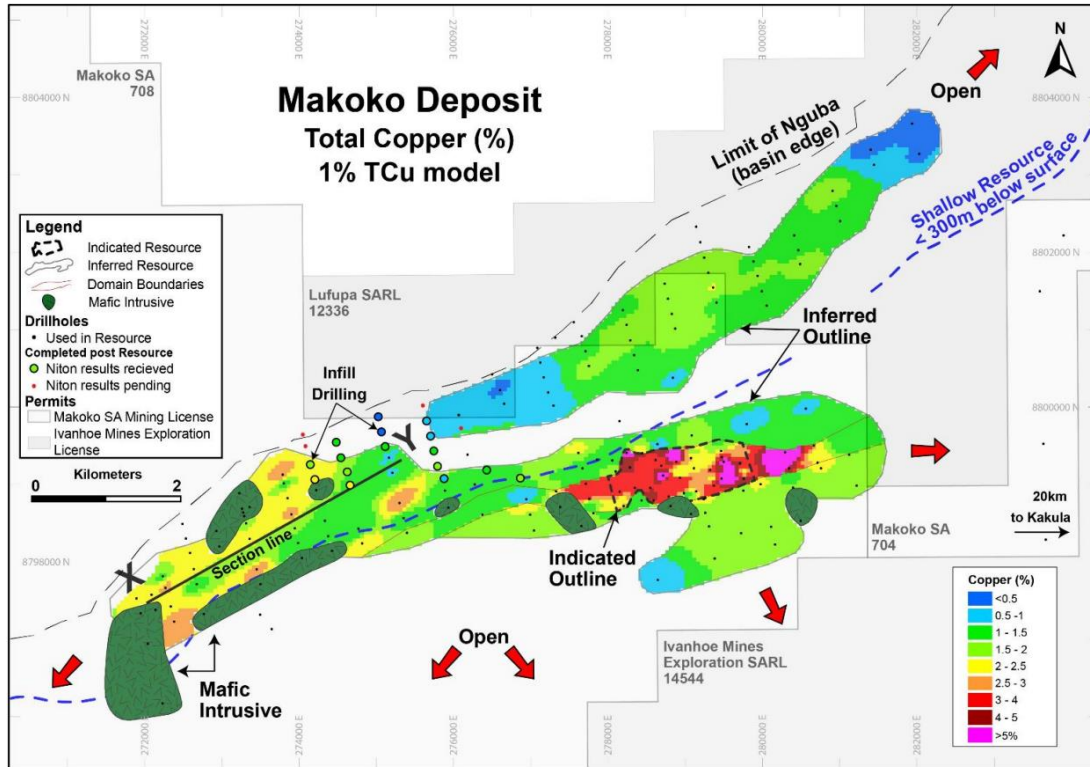 272000 E
274000 E
276000 E
278000 E
280000 E
282000 E
N
Makoko SA
708
Open
8804000 N
8804000 N
Makoko Deposit
Total Copper (%)
1% TCu model
Limit of Nguba
(basin edge)
Shallow Resource
< 300m below surface
Legend
Indicated Resource
Inferred Resource
Domain Boundaries
Mafic Intrusive
Drillholes
Used in Resource
Completed post Resource
Niton results recieved
Niton results pending
Permits
Makoko SA Mining License
Ivanhoe Mines Exploration
License
Kilometers
0
2
8802000 N
Lufupa SARL
12336
Inferred
Outline
Infill
Drilling
8800000 N
Y
Section line
X
20km
to Kakula
Makoko SA
704
Indicated
Outline
8798000 N
Open
Ivanhoe Mines
Exploration SARL
14544
Mafic
Intrusive
Copper (%)
<0.5
0.5 -1
1 - 1.5
1.5 - 2
2 - 2.5
2.5 - 3
3 - 4
4 - 5
>5%
272000 E
274000 E
276000 E
278000 E
280000 E
282000 E